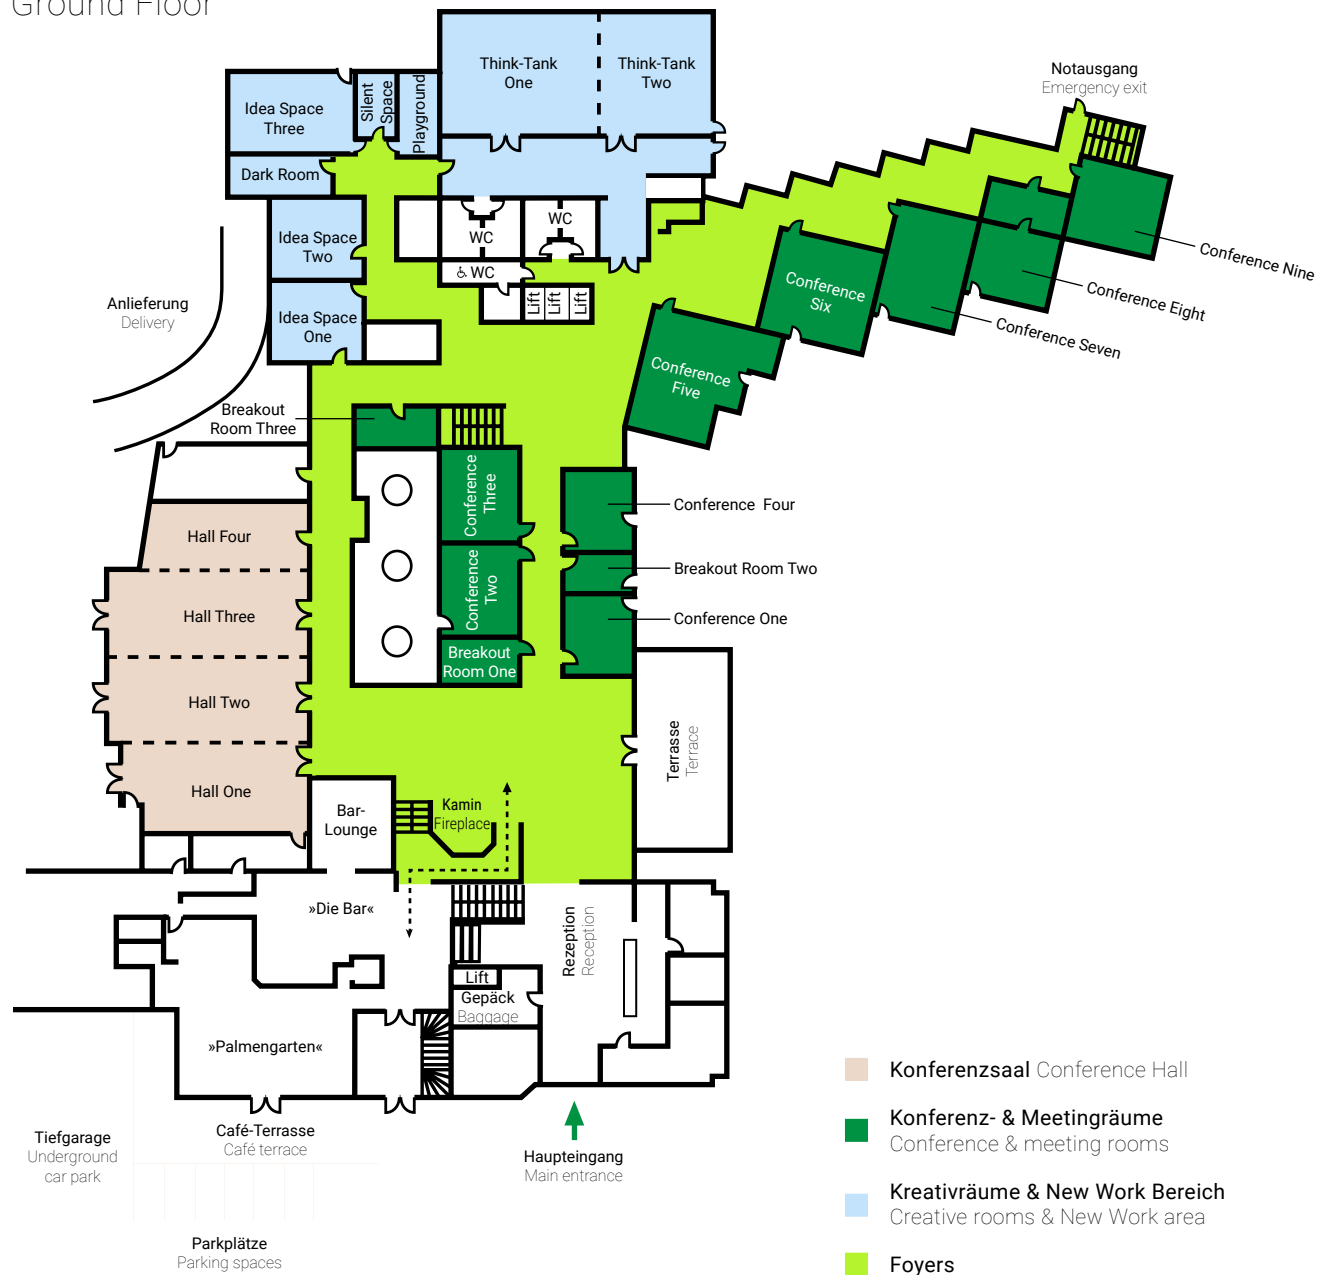 Ground Floor
Think-Tank
One
Think-Tank
Two
Idea Space
Three
Silent
Space
Playground
Dark Room
Idea Space
Two
Idea Space
One
WC
WC
WC
Lift
Lift
Lift
Notausgang
Emergency exit
Conference Nine
Conference Eight
Conference Seven
Conference
Six
Conference
Five
Anlieferung
Delivery
Breakout
Room Three
Conference
Three
Conference
Two
Breakout
Room One
Conference Four
Breakout Room Two
Conference One
Hall Four
Hall Three
Hall Two
Hall One
Terrasse
Terrace
Bar-
Lounge
Kamin
Fireplace
»Die Bar«
Rezeption
Reception
Lift
Gepäck
Baggage
»Palmengarten«
Tiefgarage
Underground
car park
Café-Terrasse
Café terrace
Haupteingang
Main entrance
Parkplätze
Parking spaces
Konferenzsaal Conference Hall
Konferenz- & Meetingräume
Conference & meeting rooms
Kreativräume & New Work Bereich
Creative rooms & New Work area
Foyers